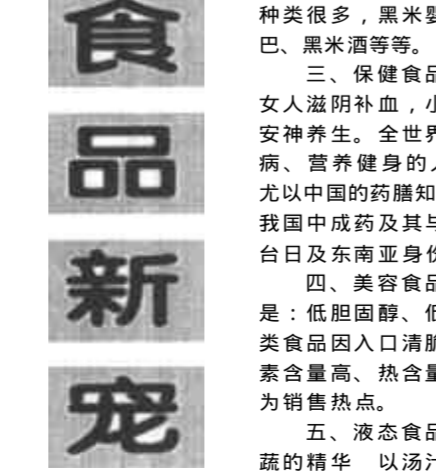 食
品
新
宠
种类很多，黑米婴
巴、黑米酒等等。
三、保健食品
女人滋阴补血，小
安神养生。全世界
病、营养健身的人
尤以中国的药膳知
我国中成药及其与
台日及东南亚身价
四、美容食品
是：低胆固醇、低
类食品因入口清脆
素含量高、热含量
为销售热点。
五、液态食品
蔬的精华 以汤汁